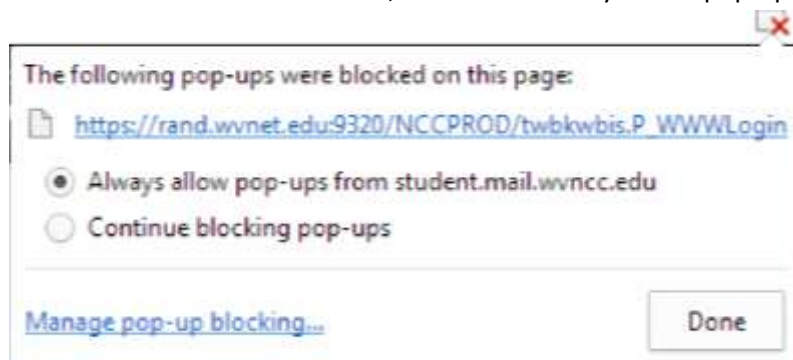 The following pop-ups were blocked on this page:
https://rand.wvnet.edu:9320/NCCPROD/twbkwbis.P_WWWLogin
Always allow pop-ups from student.mail.wvncc.edu
Continue blocking pop-ups
Manage pop-up blocking...
Done